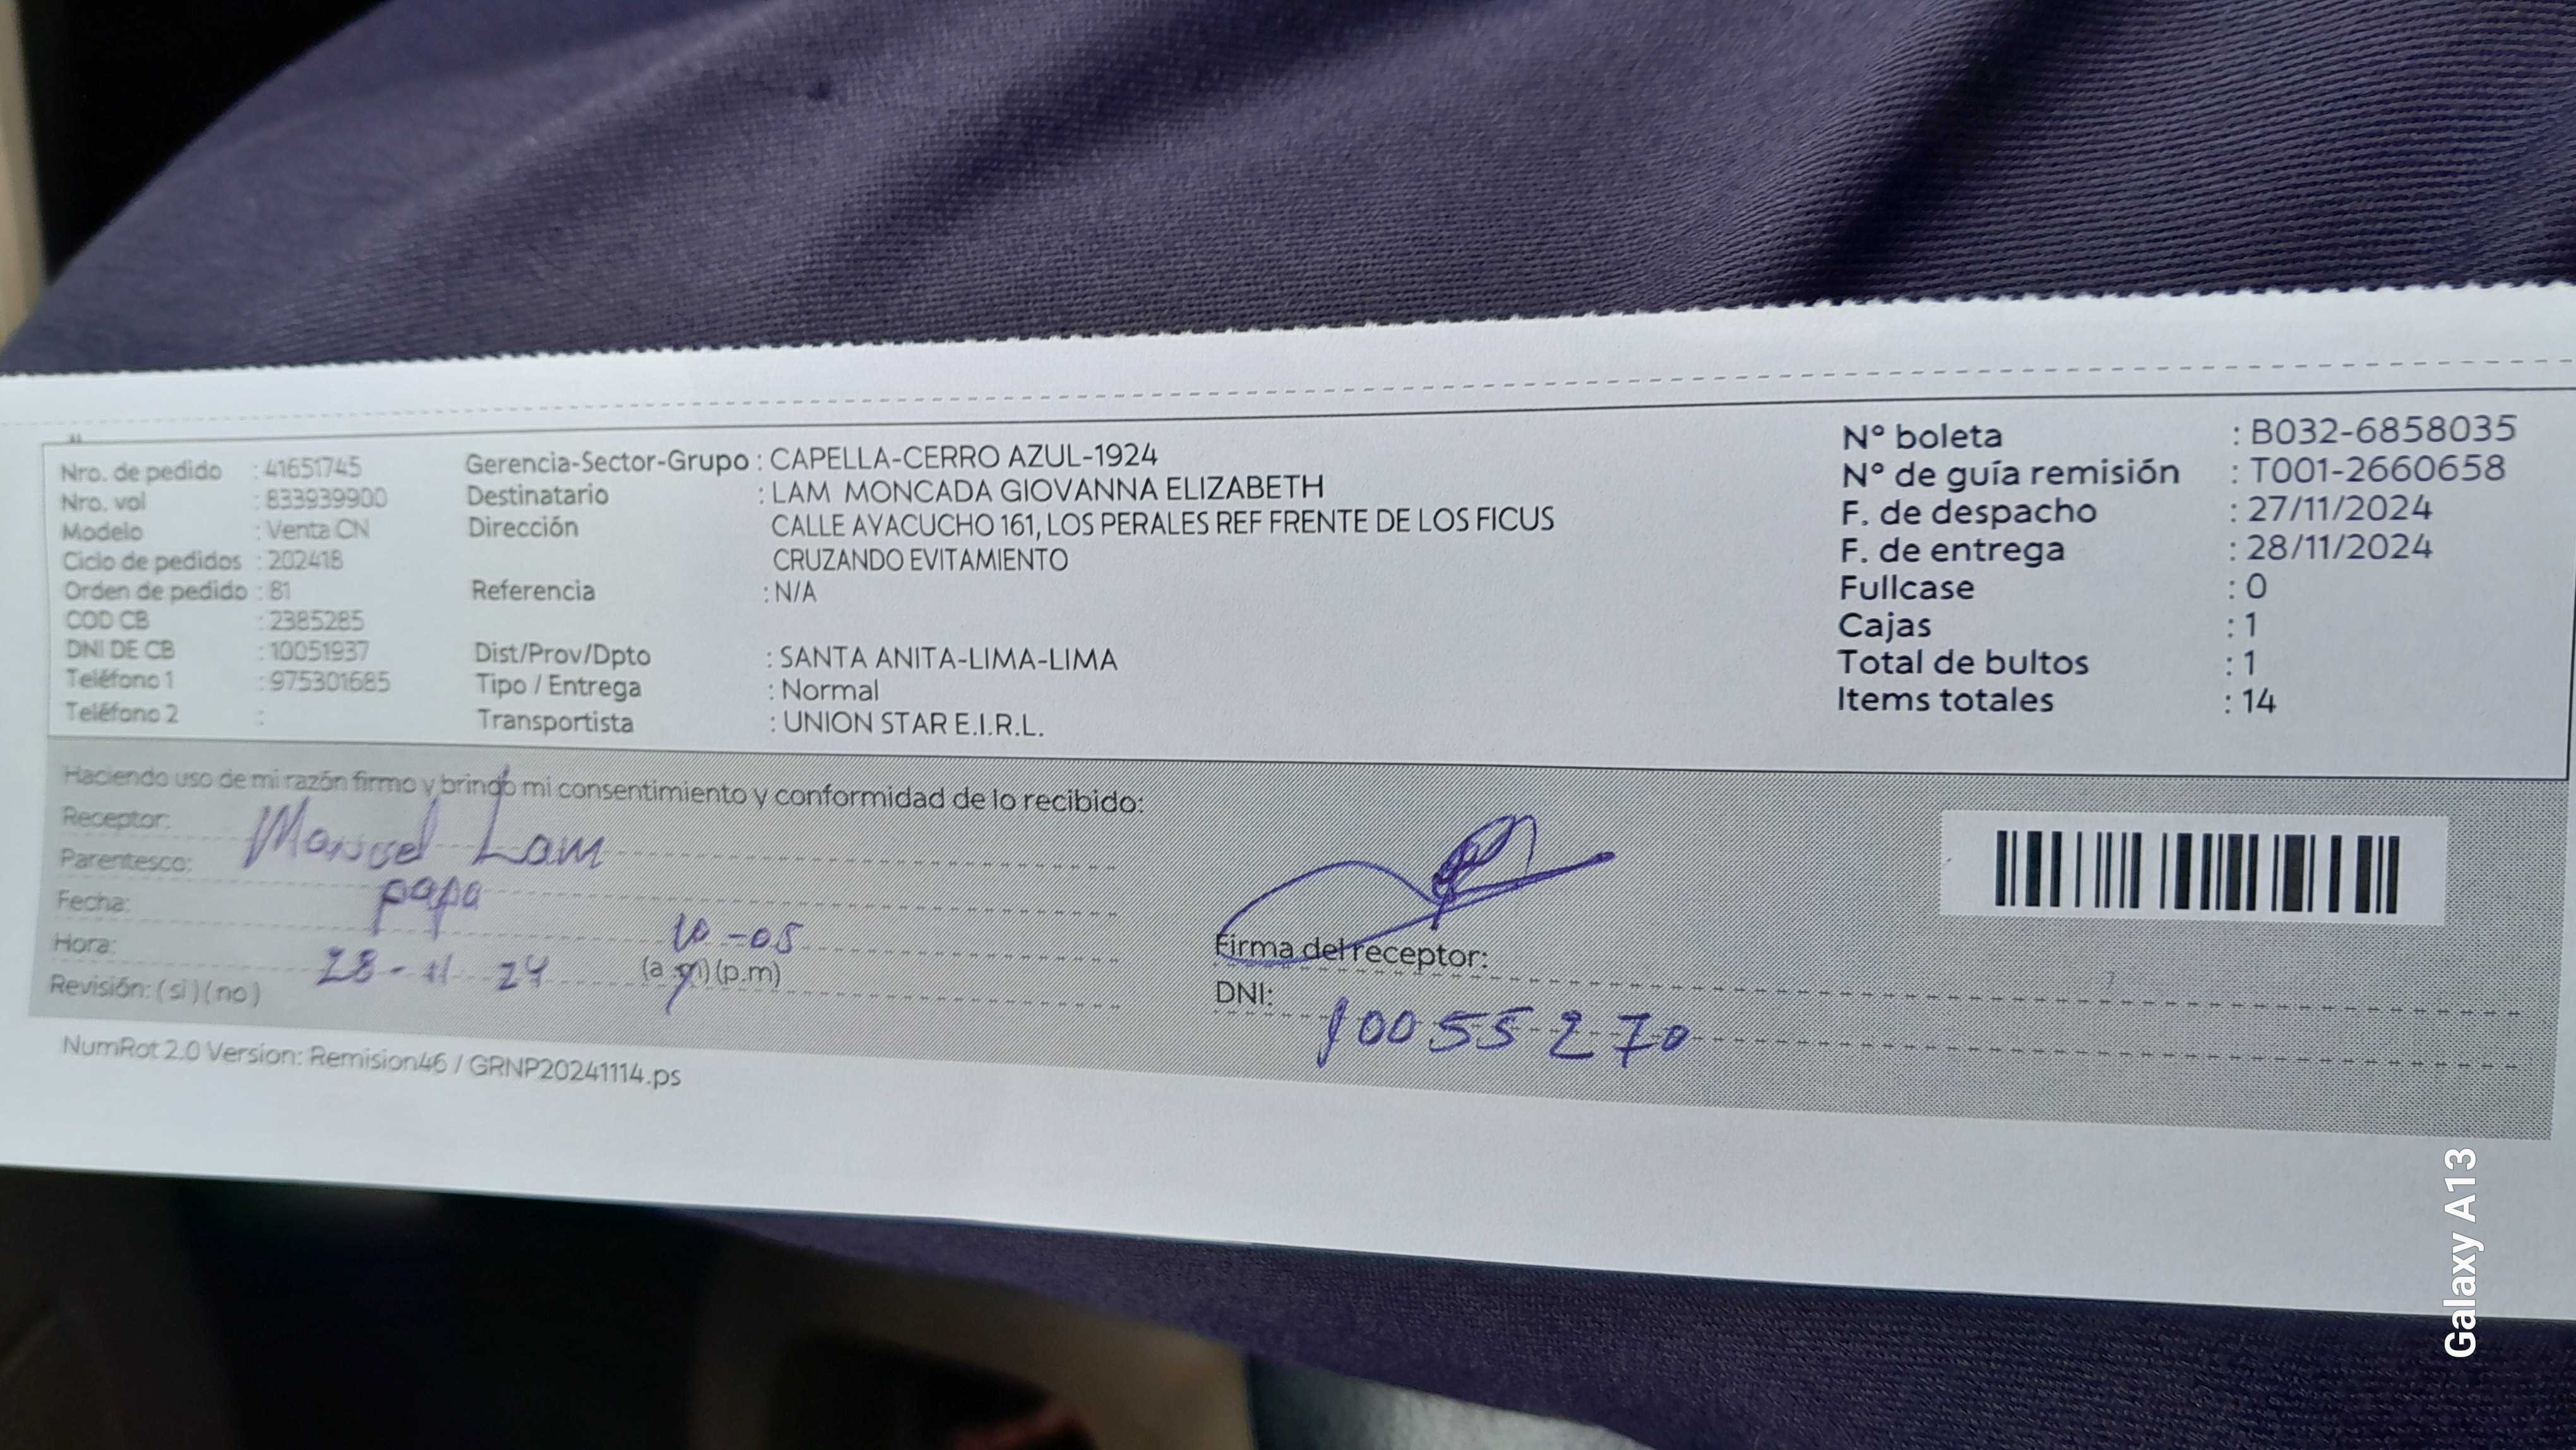 Nro. de pedido : 41651745
Nro. vol : 833939900
Modelo : Venta CN
Ciclo de pedidos : 202418
Orden de pedido : 81
COD CB : 2385285
DNI DE CB : 10051937
Teléfono 1 : 975301685
Teléfono 2 :
Gerencia-Sector-Grupo : CAPELLA-CERRO AZUL-1924
Destinatario : LAM MONCADA GIOVANNA ELIZABETH
Dirección CALLE AYACUCHO 161, LOS PERALES REF FRENTE DE LOS FICUS
CRUZANDO EVITAMIENTO
Referencia : N/A
Dist/Prov/Dpto : SANTA ANITA-LIMA-LIMA
Tipo / Entrega : Normal
Transportista : UNION STAR E.I.R.L.
N° boleta : B032-6858035
N° de guía remisión : T001-2660658
F. de despacho : 27/11/2024
F. de entrega : 28/11/2024
Fullcase : 0
Cajas : 1
Total de bultos : 1
Items totales : 14
Haciendo uso de mi razón firmo y brindo mi consentimiento y conformidad de lo recibido:
Receptor: Manuel Lam
Parentesco: papa
Fecha: 10-05
Hora: 28-11 24 (a.m)(p.m)
Revisión: (si)(no)
Firma del receptor:
DNI: 10055270
NumRot 2.0 Version: Remision46 / GRNP20241114.ps
Galaxy A13